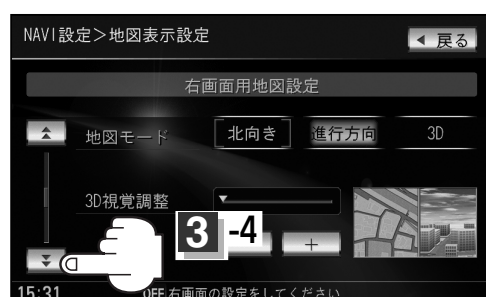 NAVI設定＞地図表示設定
戻る
右画面用地図設定
地図モード 北向き 進行方向 3D
3D視覚調整
3 -4
+
15:31 OFF 右画面の設定をしてください